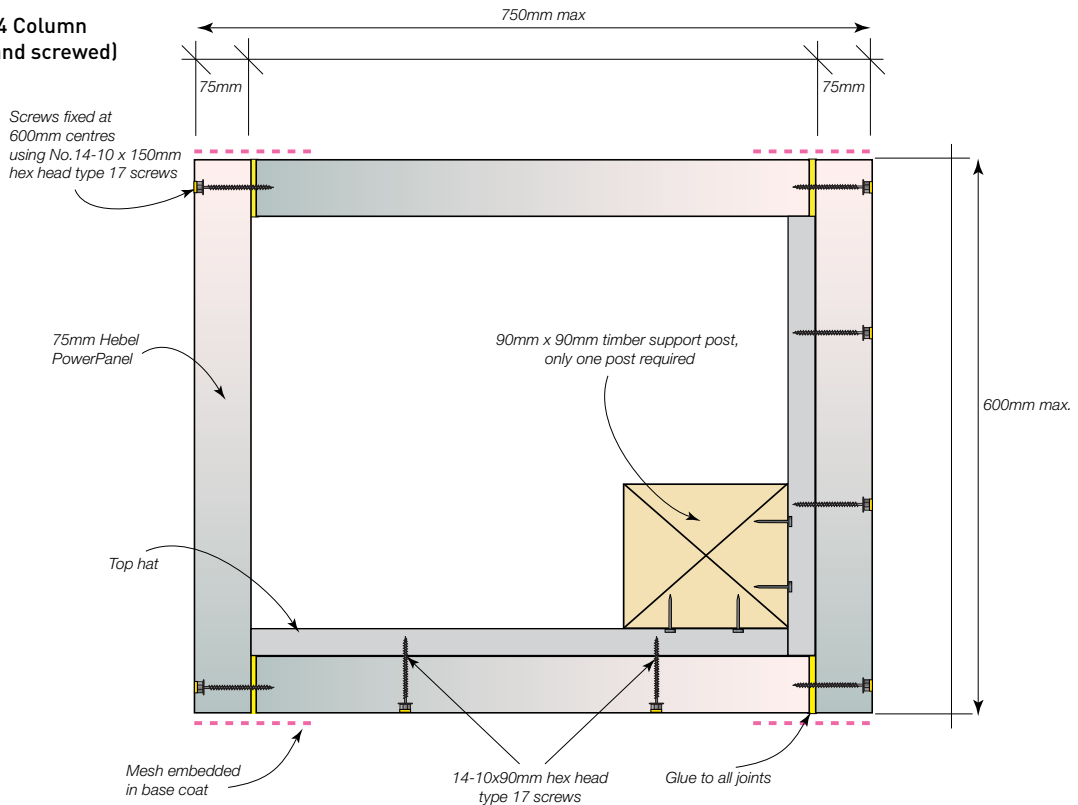 4 Column
and screwed)
750mm max
75mm
75mm
Screws fixed at
600mm centres
using No.14-10 x 150mm
hex head type 17 screws
75mm Hebel
PowerPanel
90mm x 90mm timber support post,
only one post required
600mm max.
Top hat
Mesh embedded
in base coat
14-10x90mm hex head
type 17 screws
Glue to all joints